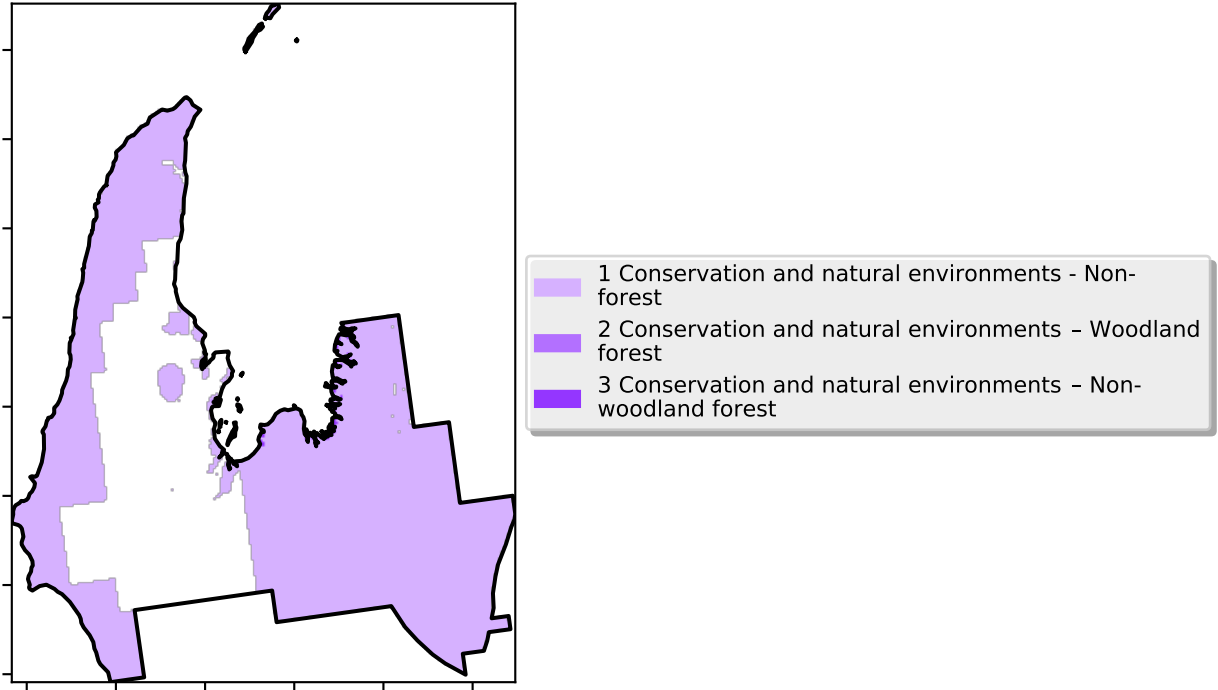 1 Conservation and natural environments - Non-
forest
2 Conservation and natural environments – Woodland
forest
3 Conservation and natural environments – Non-
woodland forest